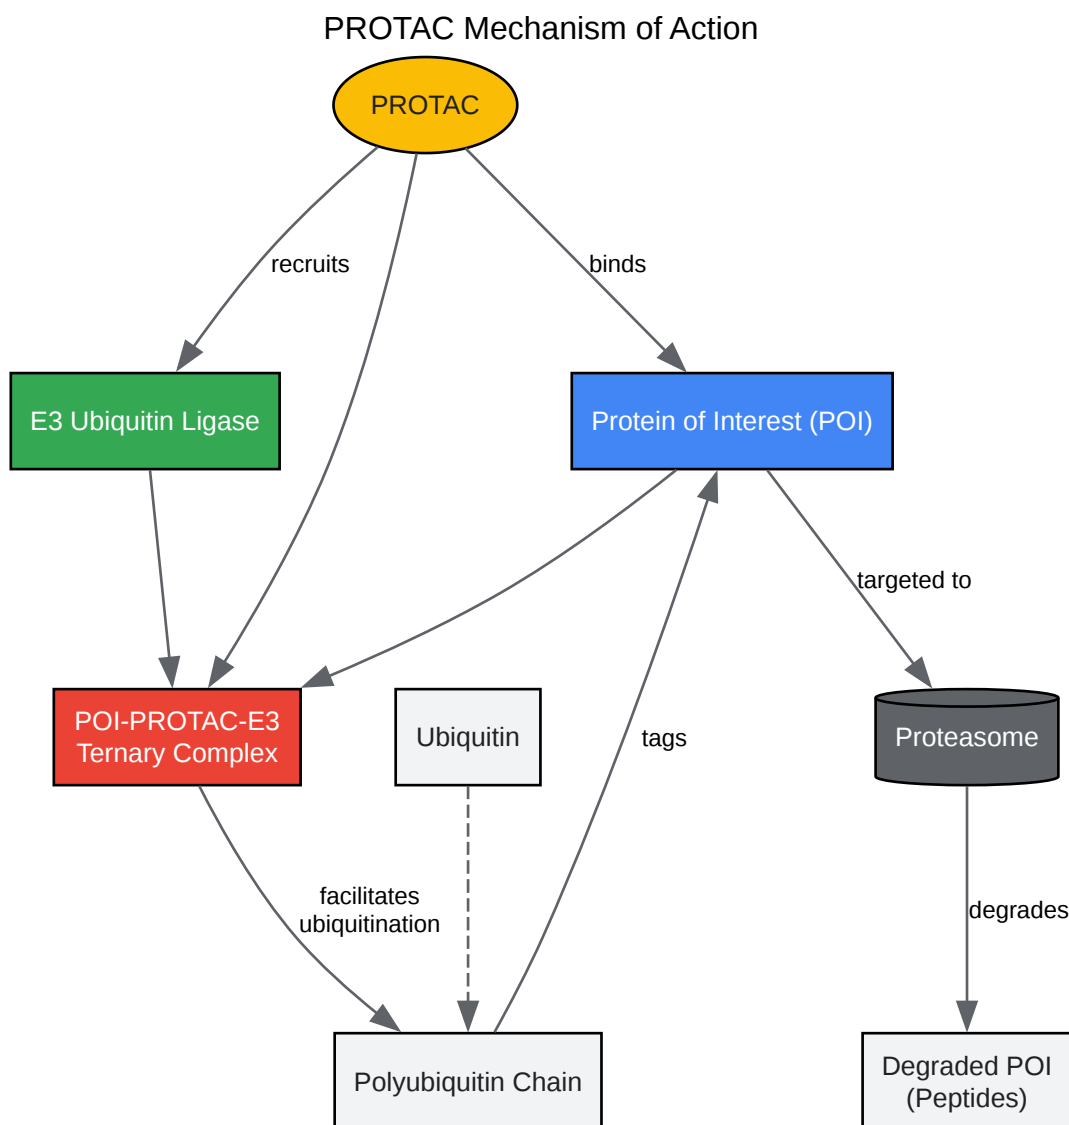 PROTAC Mechanism of Action
PROTAC
recruits
binds
E3 Ubiquitin Ligase
Protein of Interest (POI)
targeted to
POI-PROTAC-E3
Ternary Complex
Ubiquitin
tags
Proteasome
facilitates
ubiquitination
degrades
Polyubiquitin Chain
Degraded POI
(Peptides)